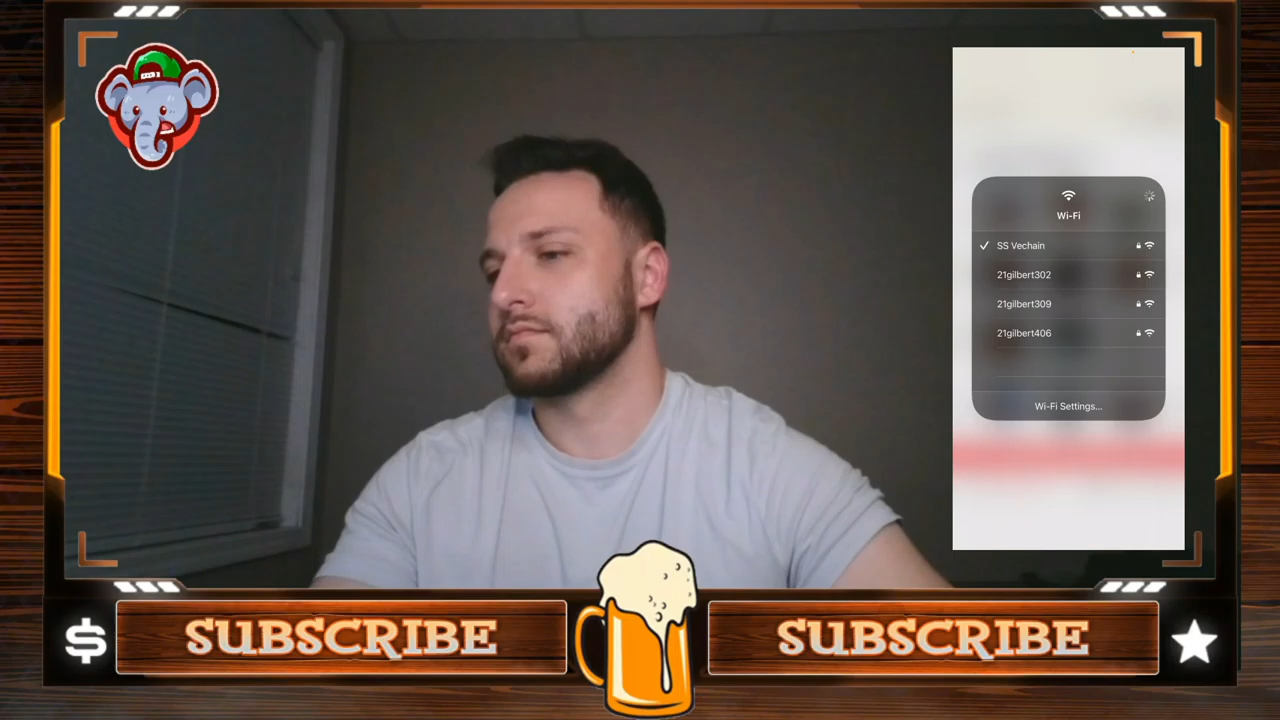 Wi-Fi
SS Vechain
21gilbert302
21gilbert309
21gilbert406
Wi-Fi Settings...
SUBSCRIBE
SUBSCRIBE